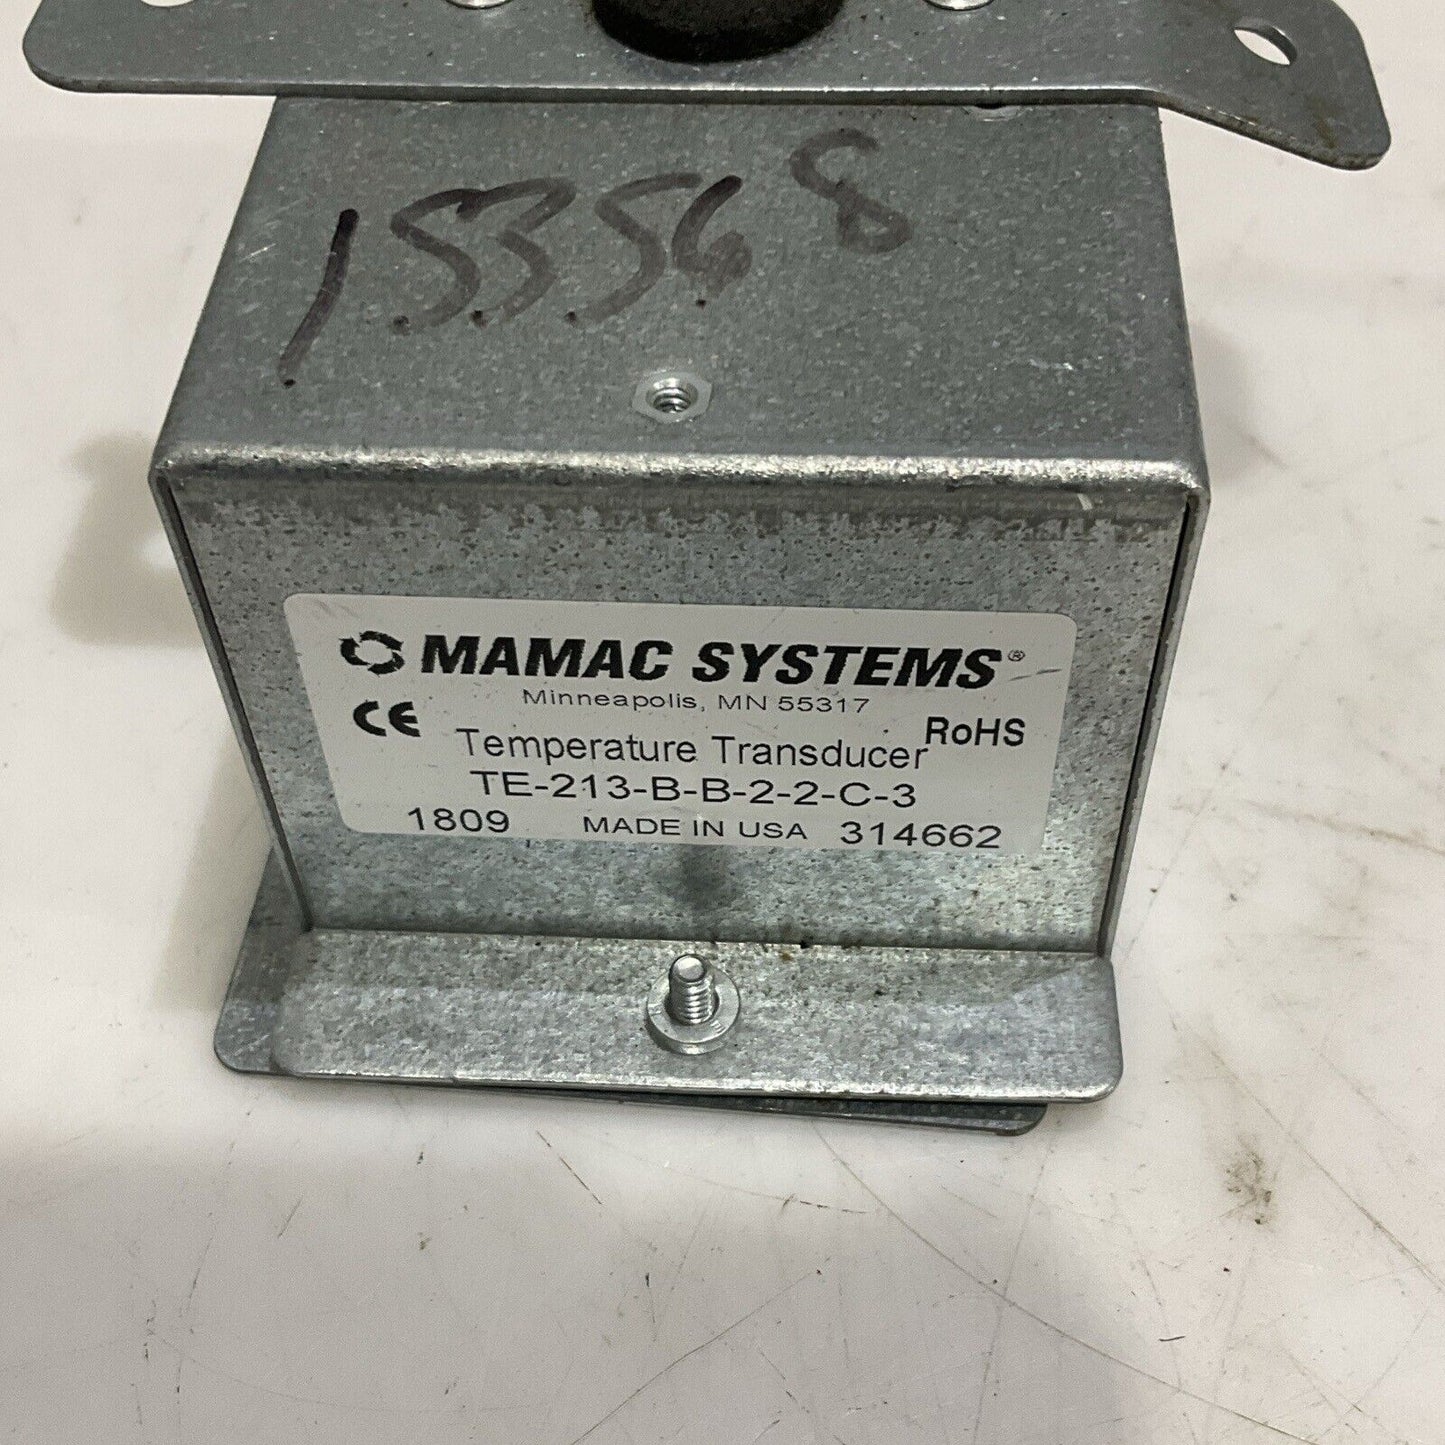 153568
MAMAC SYSTEMS®
Minneapolis, MN 55317
CE
RoHS
Temperature Transducer
TE-213-B-B-2-2-C-3
1809 MADE IN USA 314662